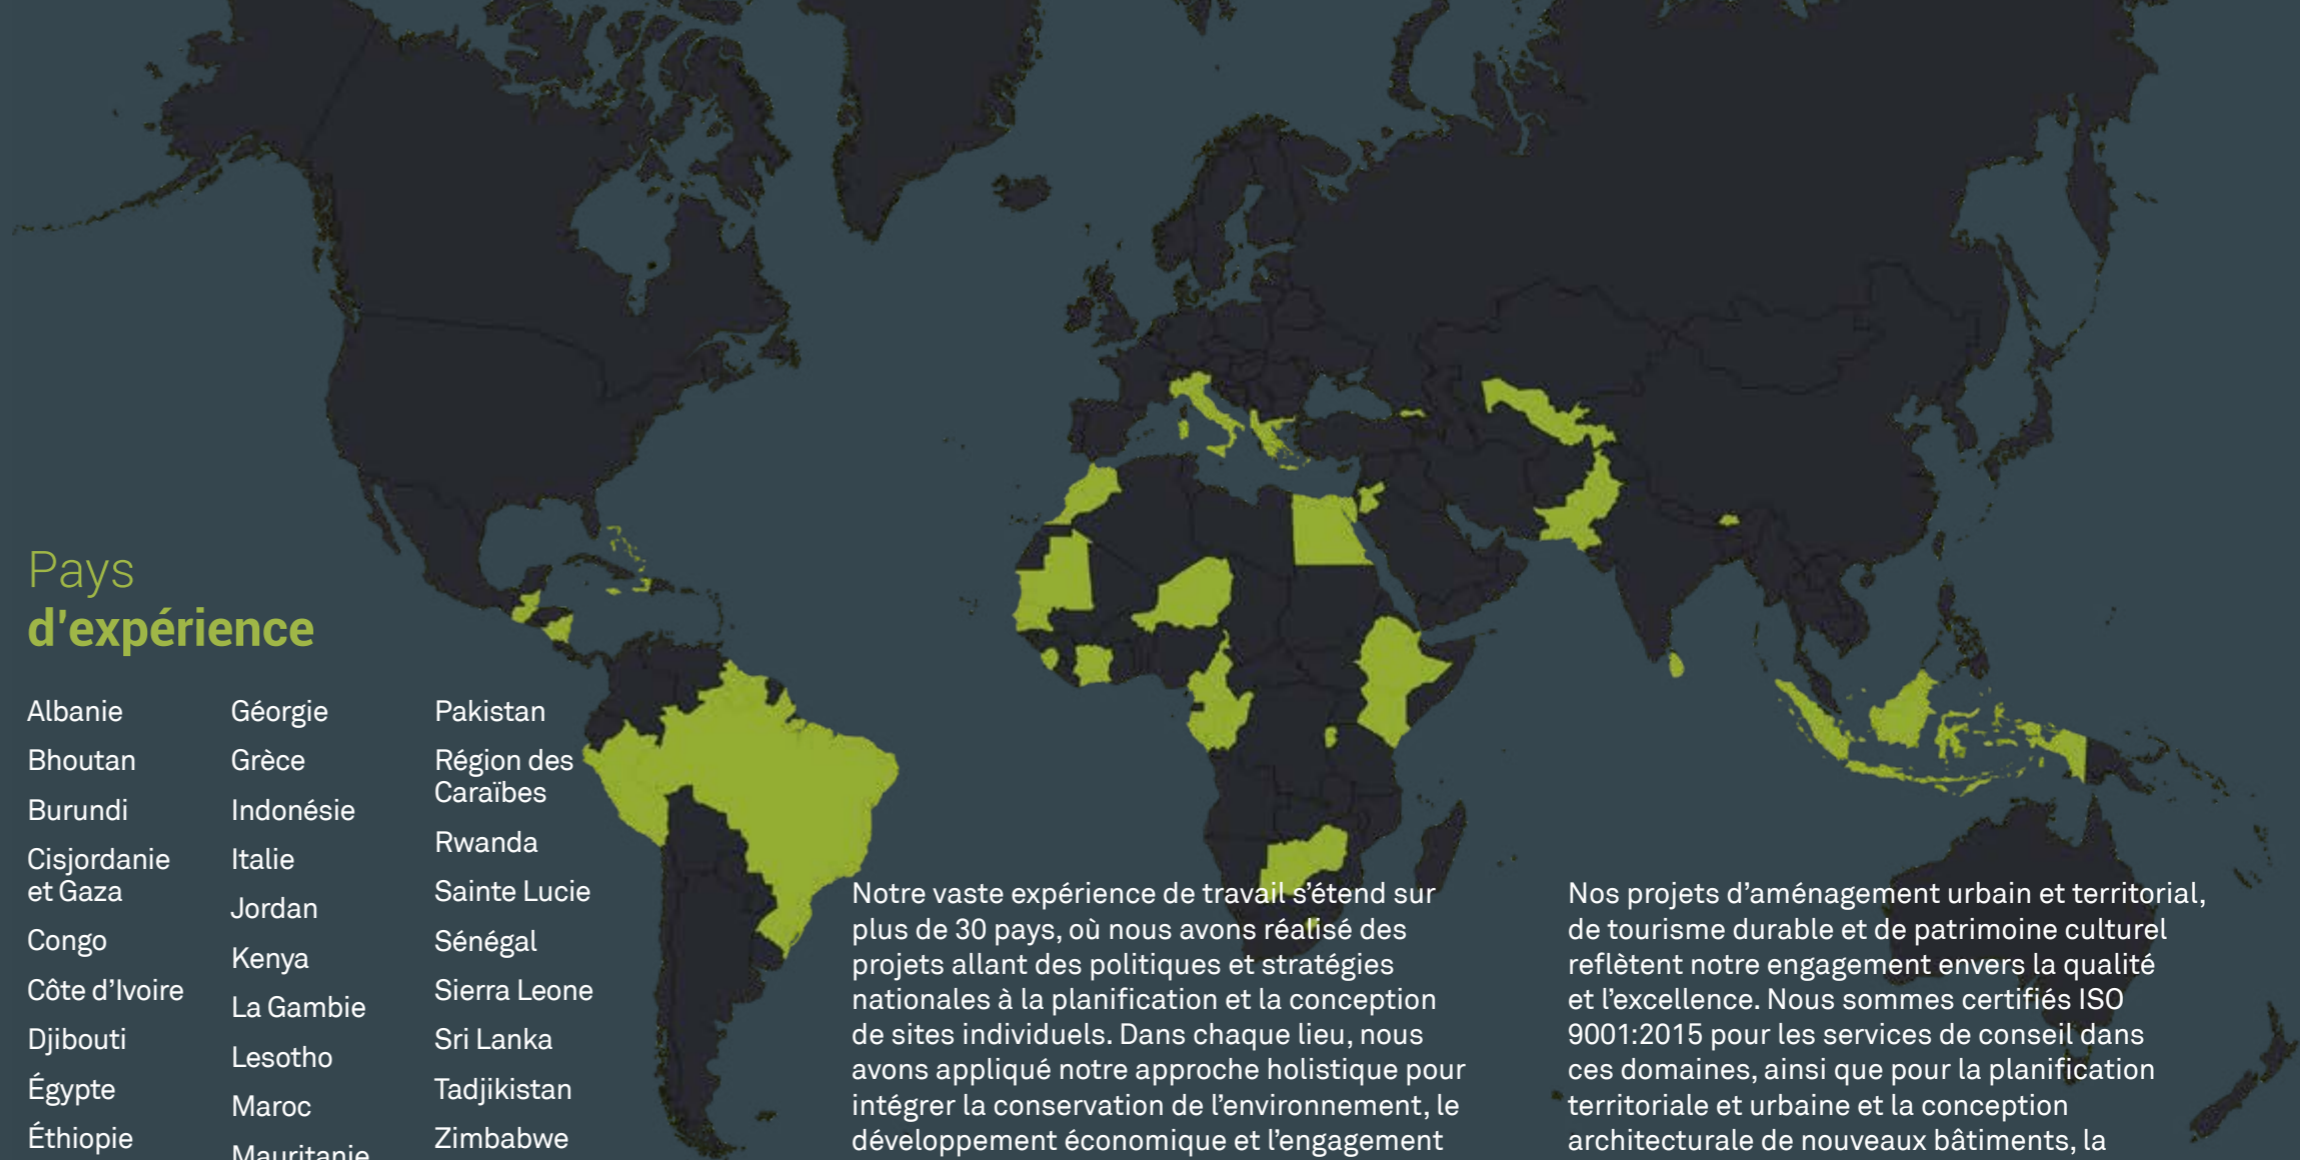 Pays
d'expérience
Albanie
Bhoutan
Burundi
Cisjordanie
et Gaza
Congo
Côte d’Ivoire
Djibouti
Égypte
Éthiopie
Géorgie
Grèce
Indonésie
Italie
Jordan
Kenya
La Gambie
Lesotho
Maroc
Mauritanie
Pakistan
Région des
Caraïbes
Rwanda
Sainte Lucie
Sénégal
Sierra Leone
Sri Lanka
Tadjikistan
Zimbabwe
Notre vaste expérience de travail s’étend sur
plus de 30 pays, où nous avons réalisé des
projets allant des politiques et stratégies
nationales à la planification et la conception
de sites individuels. Dans chaque lieu, nous
avons appliqué notre approche holistique pour
intégrer la conservation de l’environnement, le
développement économique et l’engagement
Nos projets d’aménagement urbain et territorial,
de tourisme durable et de patrimoine culturel
reflètent notre engagement envers la qualité
et l’excellence. Nous sommes certifiés ISO
9001:2015 pour les services de conseil dans
ces domaines, ainsi que pour la planification
territoriale et urbaine et la conception
architecturale de nouveaux bâtiments, la